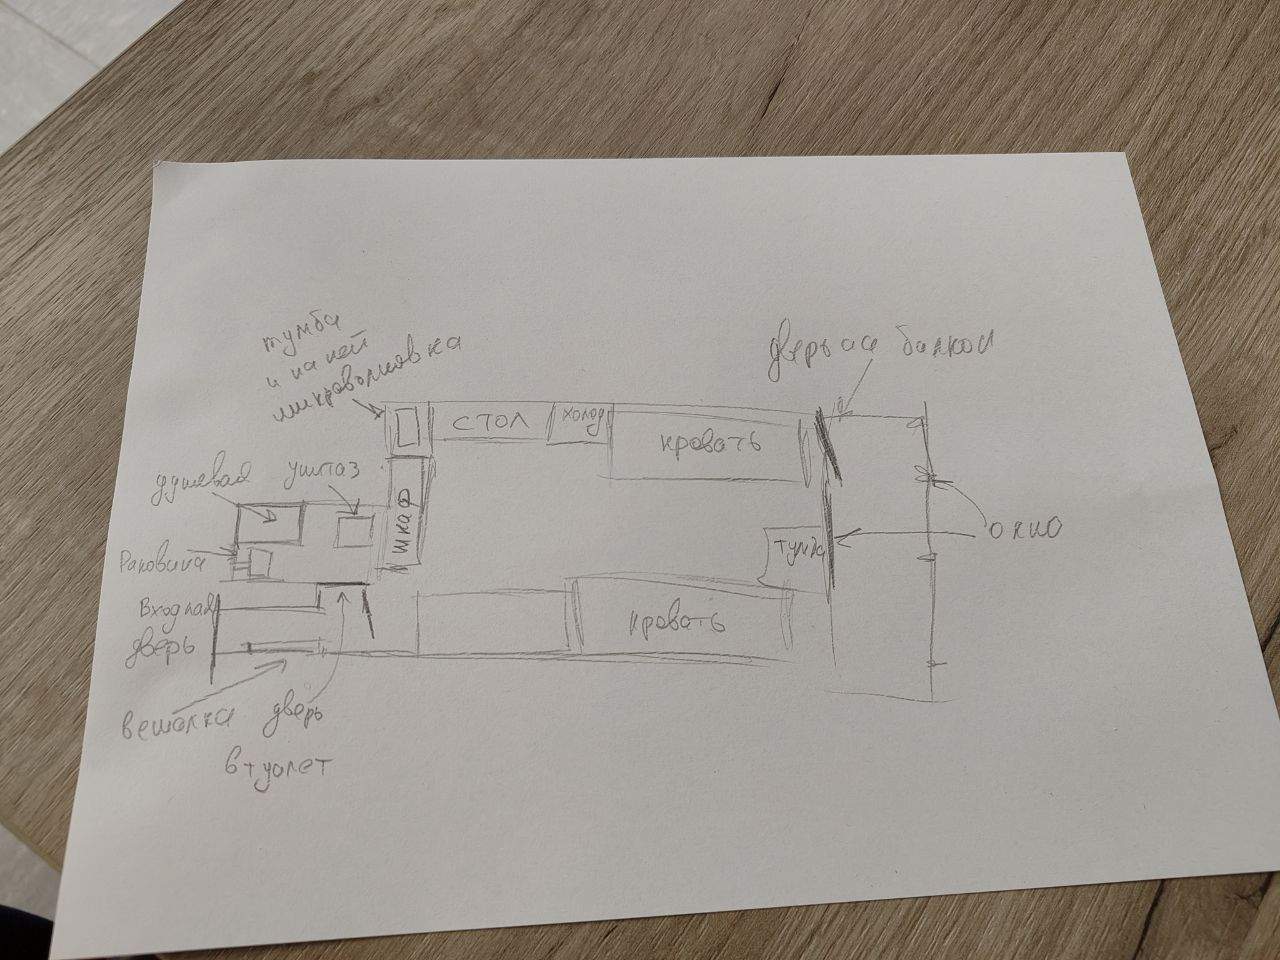 тумба
и на ней
микроволновка
дверь на балкон
стол
холод
кровать
душевая
унитаз
шкаф
окно
Раковина
тумба
Входная
дверь
кровать
вешалка
дверь
в туалет